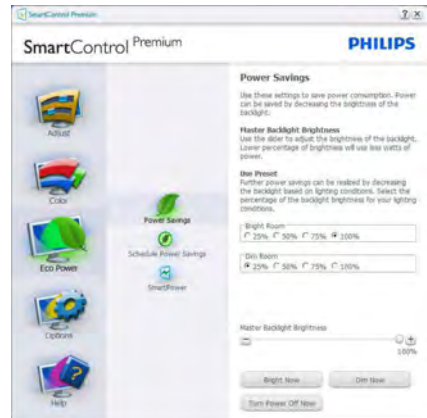 SmartControl Premium
SmartControl Premium
PHILIPS
Adjust
Color
Eco Power
Options
Help
Power Savings
Schedule Power Savings
SmartPower
Power Savings
Use these settings to save power consumption. Power
can be saved by decreasing the brightness of the
backlight.
Master Backlight Brightness
Use the slider to adjust the brightness of the backlight.
Lower percentage of brightness will use less watts of
power.
Use Preset
Further power savings can be realized by decreasing
the backlight based on lighting conditions. Select the
percentage of the backlight brightness for your lighting
conditions.
Bright Room
25% 50% 75% 100%
Dim Room
25% 50% 75% 100%
Master Backlight Brightness
100%
Bright Now Dim Now
Turn Power Off Now